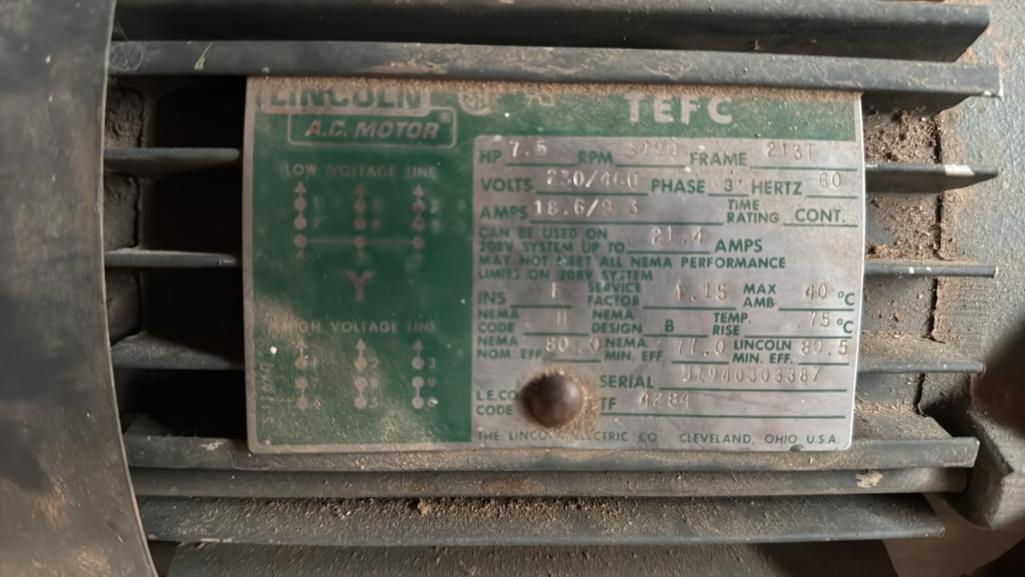 LINCOLN
A.C. MOTOR®
TEFC
LOW VOLTAGE LINE
Y
HIGH VOLTAGE LINE
HP 7.5 RPM FRAME 213T
VOLTS 230/460 PHASE 3 HERTZ 60
AMPS 18.6/9.3 TIME RATING CONT.
CAN BE USED ON
208V SYSTEM UP TO 21.4 AMPS
MAY NOT MEET ALL NEMA PERFORMANCE
LIMITS ON 208V SYSTEM
INS F SERVICE FACTOR 1.15 MAX AMB 40 °C
NEMA CODE H NEMA DESIGN B TEMP. RISE 75 °C
NEMA NOM. EFF. 80.0 NEMA MIN. EFF. 77.0 LINCOLN MIN. EFF. 80.5
SERIAL 940303387
L.E.CO CODE TF 4284
THE LINCOLN ELECTRIC CO. CLEVELAND, OHIO U.S.A.